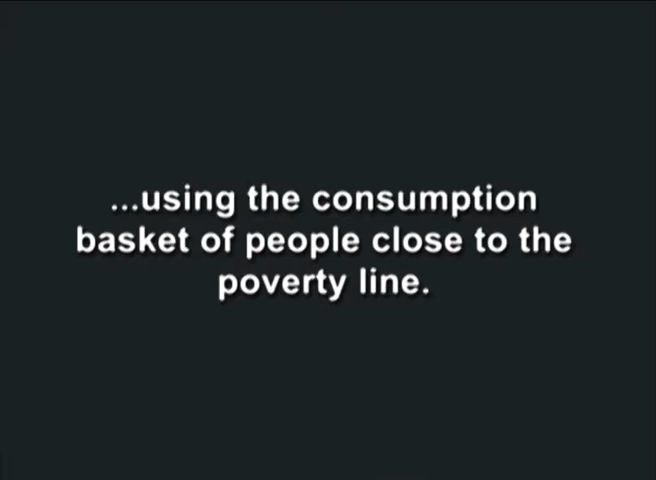 ...using the consumption
basket of people close to the
poverty line.